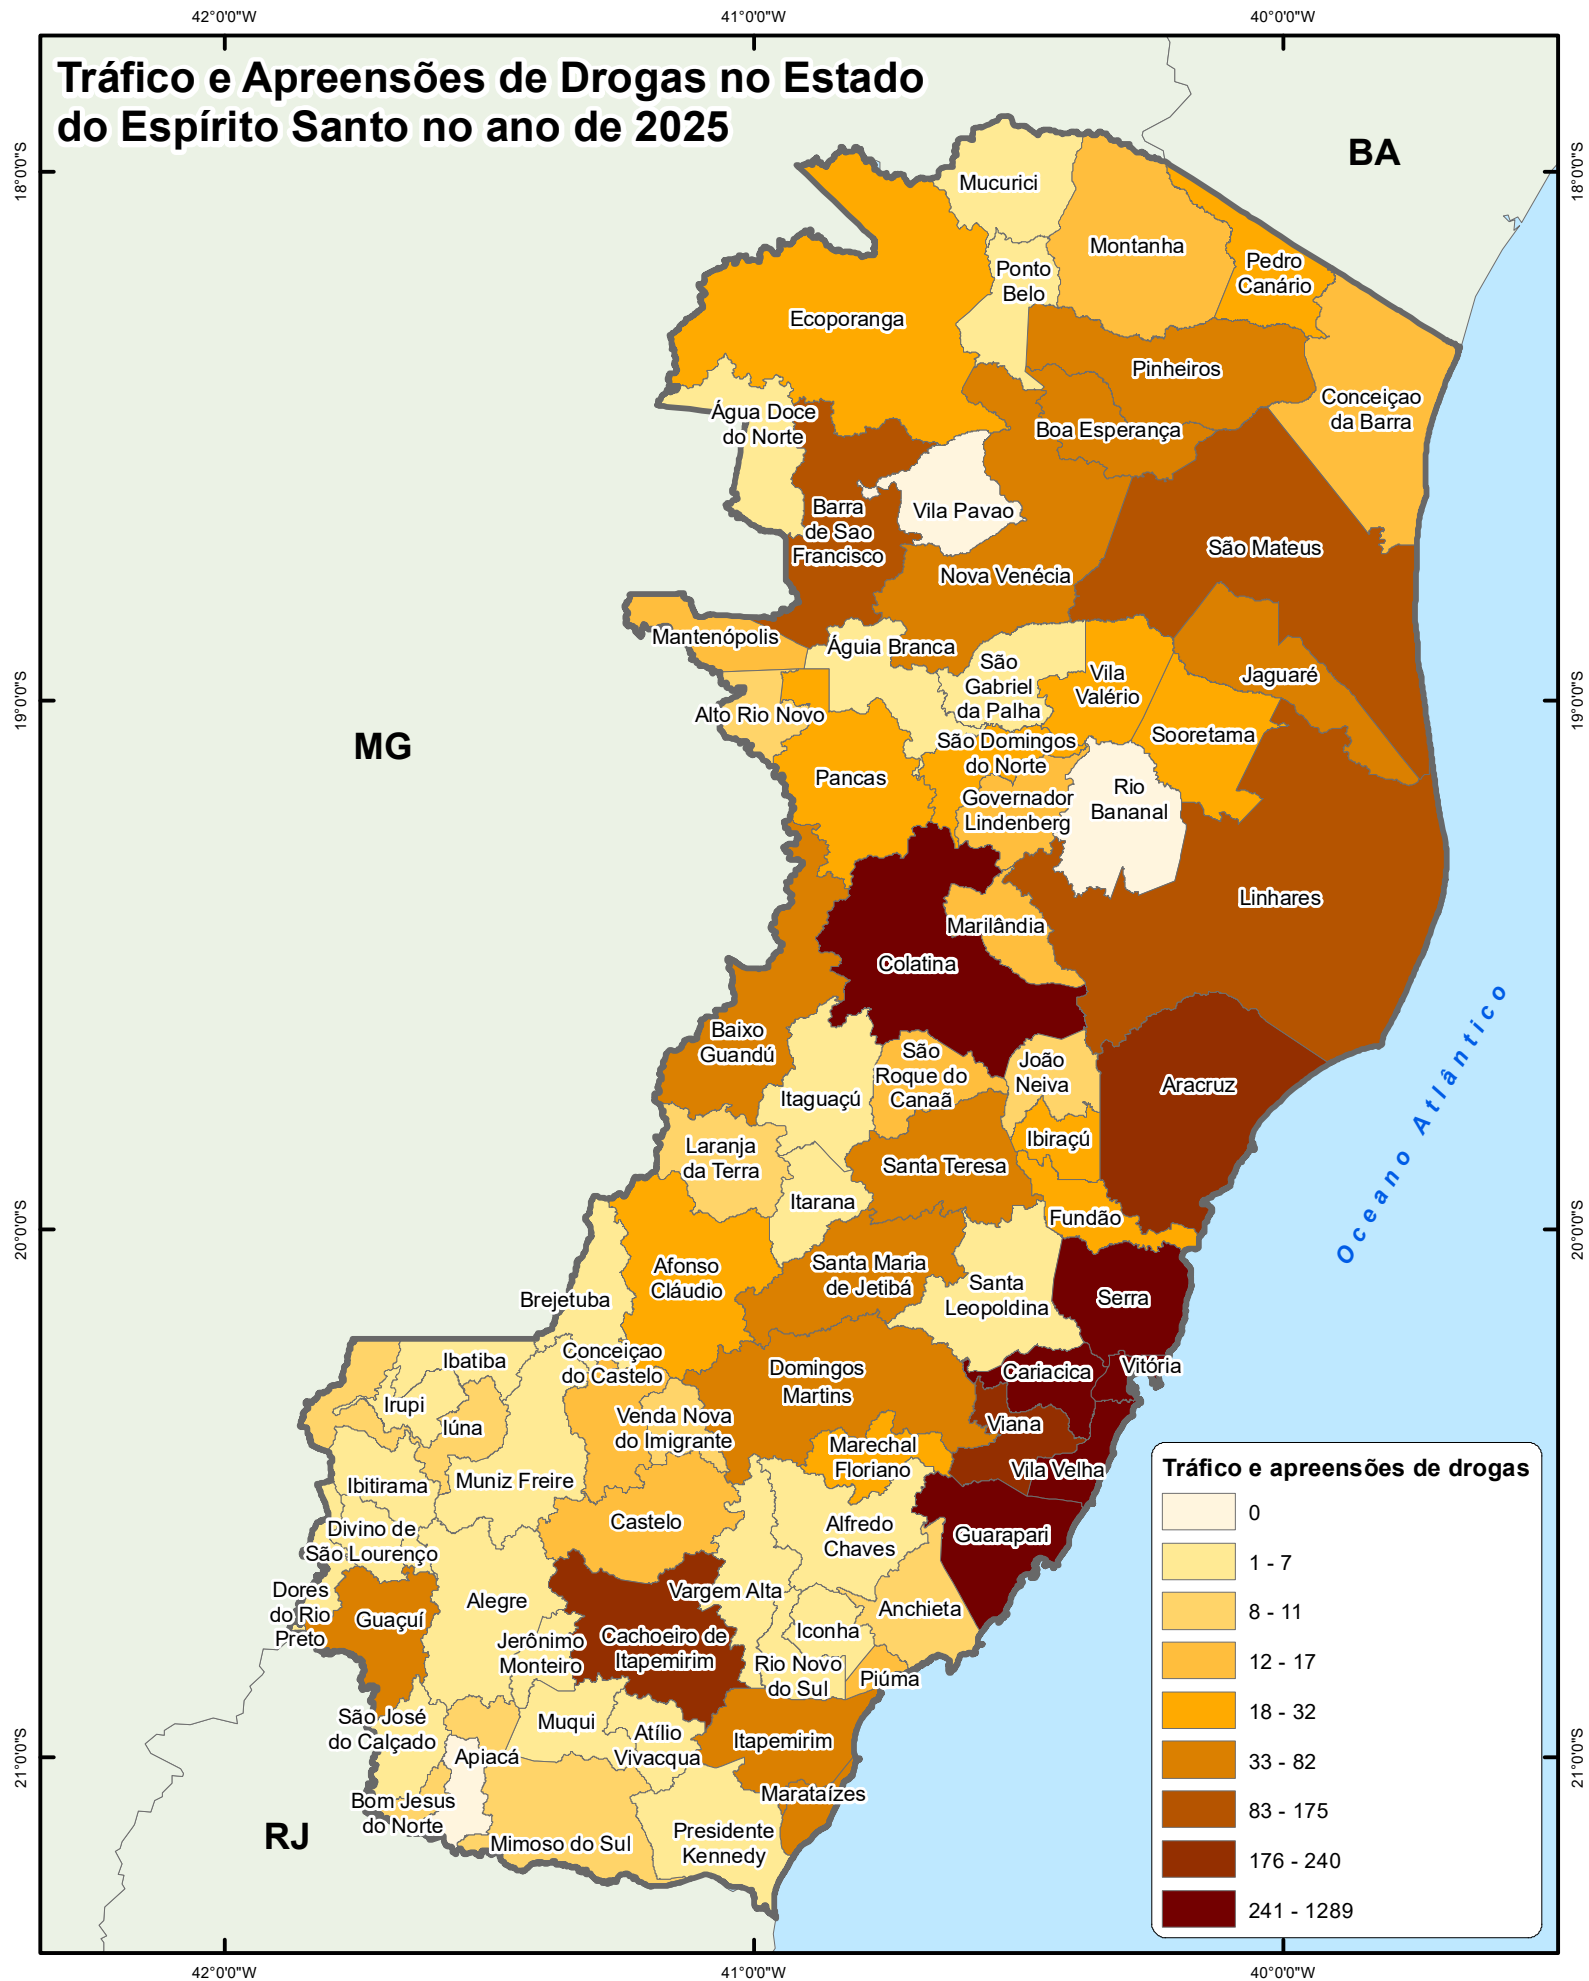 42°0'0"W
41°0'0"W
40°0'0"W
Tráfico e Apreensões de Drogas no Estado
do Espírito Santo no ano de 2025
BA
18°0'0"S
18°0'0"S
Mucurici
Montanha
Pedro
Canário
Ponto
Belo
Ecoporanga
Pinheiros
Conceiçao
da Barra
Água Doce
do Norte
Boa Esperança
Barra
de Sao
Francisco
Vila Pavao
São Mateus
Nova Venécia
Mantenópolis
Águia Branca
São
Gabriel
da Palha
Vila
Valério
Jaguaré
19°0'0"S
19°0'0"S
Alto Rio Novo
MG
São Domingos
do Norte
Sooretama
Pancas
Governador
Lindenberg
Rio
Bananal
Linhares
Marilândia
Colatina
Oceano Atlântico
Baixo
Guandú
São
Roque do
Canaã
João
Neiva
Aracruz
Itaguaçú
Ibiraçú
Laranja
da Terra
Santa Teresa
Itarana
Fundão
20°0'0"S
20°0'0"S
Afonso
Cláudio
Santa Maria
de Jetibá
Santa
Leopoldina
Serra
Brejetuba
Conceiçao
do Castelo
Ibatiba
Domingos
Martins
Cariacica
Vitória
Irupi
Iúna
Venda Nova
do Imigrante
Viana
Marechal
Floriano
Vila Velha
Ibitirama
Muniz Freire
Castelo
Alfredo
Chaves
Guarapari
Divino de
São Lourenço
Dores
do Rio
Preto
Guaçuí
Alegre
Vargem Alta
Anchieta
Jerônimo
Monteiro
Cachoeiro de
Itapemirim
Iconha
Rio Novo
do Sul
Piúma
São José
do Calçado
Muqui
Atílio
Vivacqua
Itapemirim
Apiacá
21°0'0"S
21°0'0"S
Bom Jesus
do Norte
Marataízes
RJ
Mimoso do Sul
Presidente
Kennedy
Tráfico e apreensões de drogas
0
1 - 7
8 - 11
12 - 17
18 - 32
33 - 82
83 - 175
176 - 240
241 - 1289
42°0'0"W
41°0'0"W
40°0'0"W